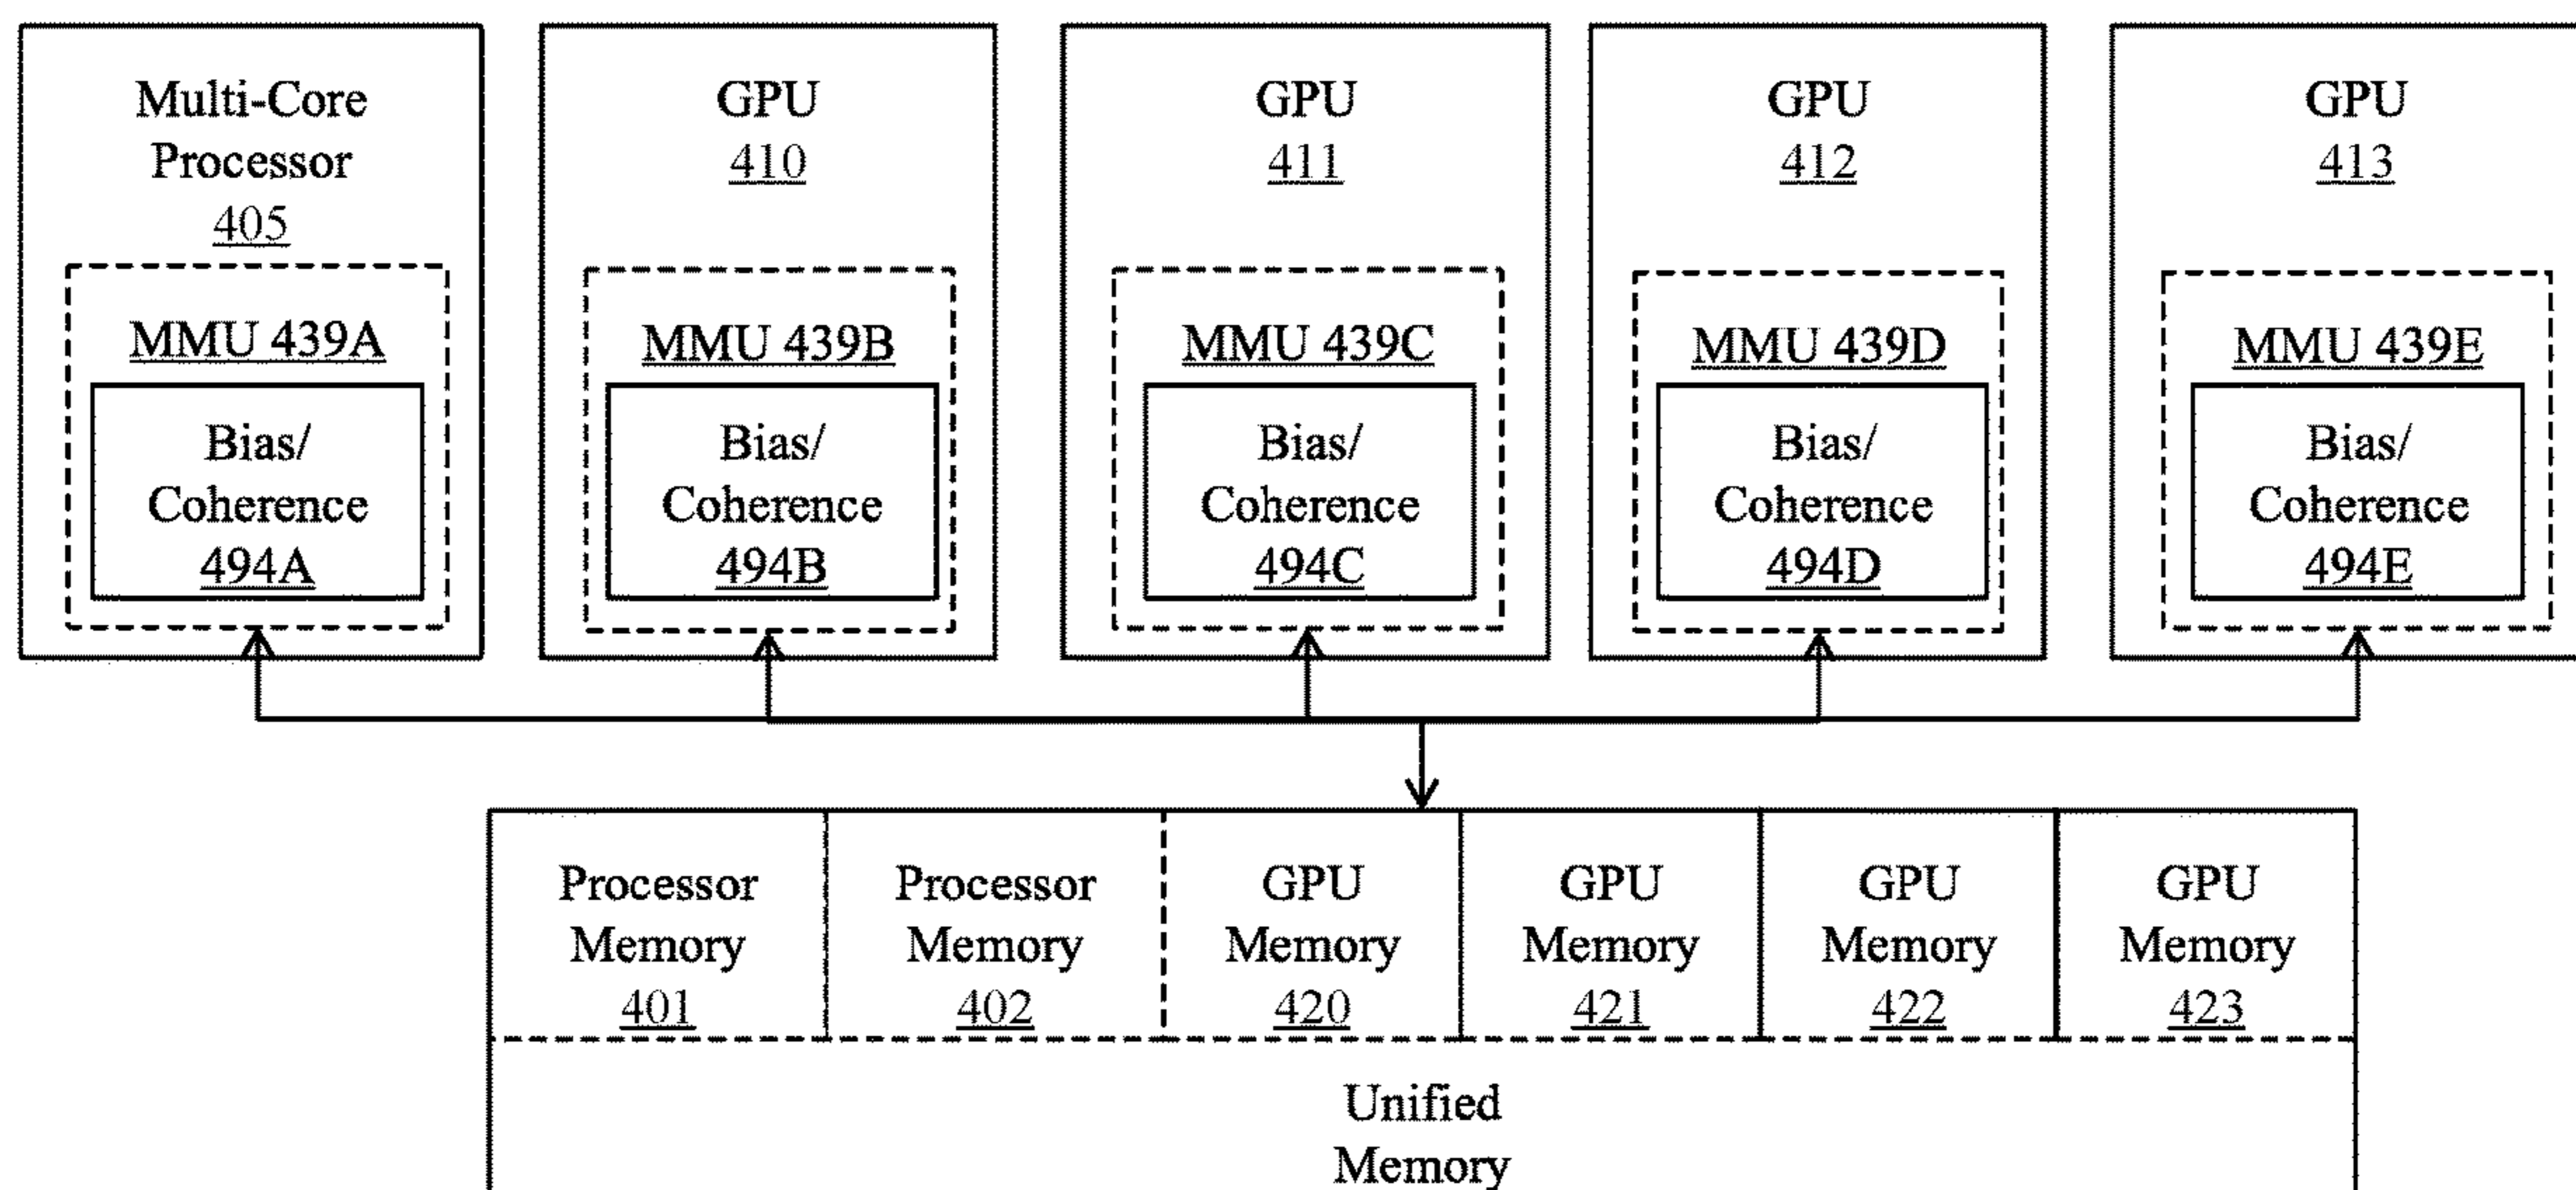 Multi-Core
Processor
405
MMU 439A
Bias/
Coherence
494A
GPU
410
MMU 439B
Bias/
Coherence
494B
GPU
411
MMU 439C
Bias/
Coherence
494C
GPU
412
MMU 439D
Bias/
Coherence
494D
GPU
413
MMU 439E
Bias/
Coherence
494E
Processor
Memory
401
Processor
Memory
402
GPU
Memory
420
GPU
Memory
421
GPU
Memory
422
GPU
Memory
423
Unified
Memory